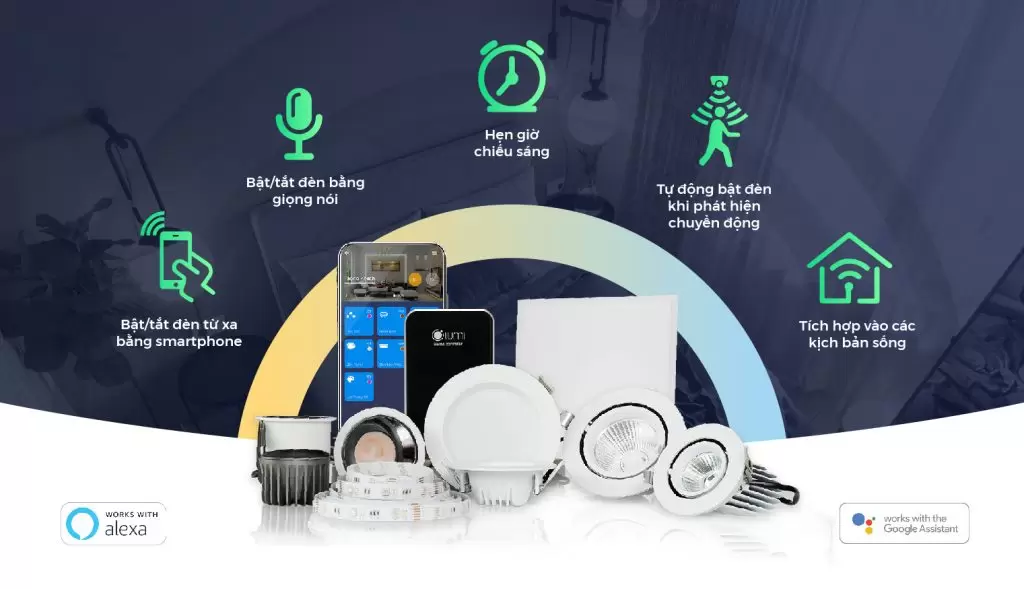 Hẹn giờ
chiếu sáng
Bật/tắt đèn bằng
giọng nói
Tự động bật đèn
khi phát hiện
chuyển động
Bật/tắt đèn từ xa
bằng smartphone
Tích hợp vào các
kịch bản sống
lumi
WORKS WITH
alexa
works with the
Google Assistant